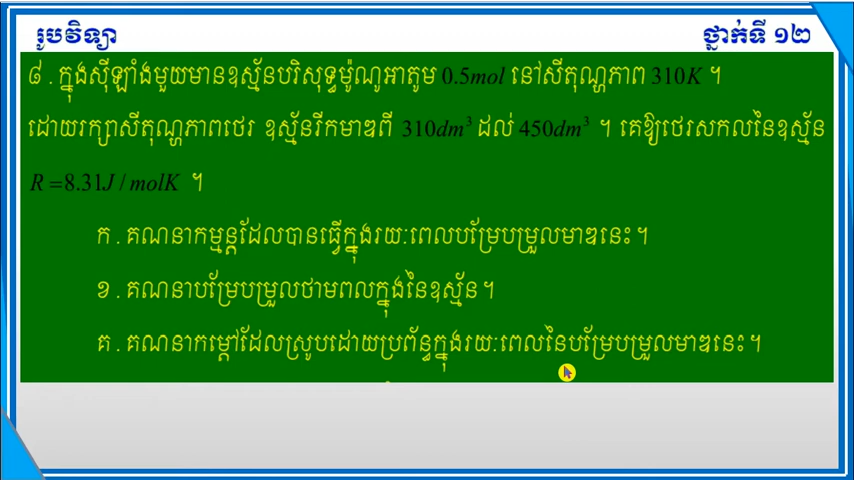 រូបវិទ្យា ថ្នាក់ទី ១២
៨ . ក្នុងស៊ីឡាំងមួយមានឧស្ម័នបរិសុទ្ធម៉ូណូអាតូម 0.5mol នៅសីតុណ្ហភាព 310K ។
ដោយរក្សាសីតុណ្ហភាពថេរ ឧស្ម័នរីកមាឌពី 310dm³ ដល់ 450dm³ ។ គេឱ្យថេរសកលនៃឧស្ម័ន
R = 8.31J / molK ។
ក . គណនាកម្មន្តដែលបានធ្វើក្នុងរយៈពេលបម្រែបម្រួលមាឌនេះ។
ខ . គណនាបម្រែបម្រួលថាមពលក្នុងនៃឧស្ម័ន។
គ . គណនាកម្ដៅដែលស្រូបដោយប្រព័ន្ធក្នុងរយៈពេលនៃបម្រែបម្រួលមាឌនេះ។